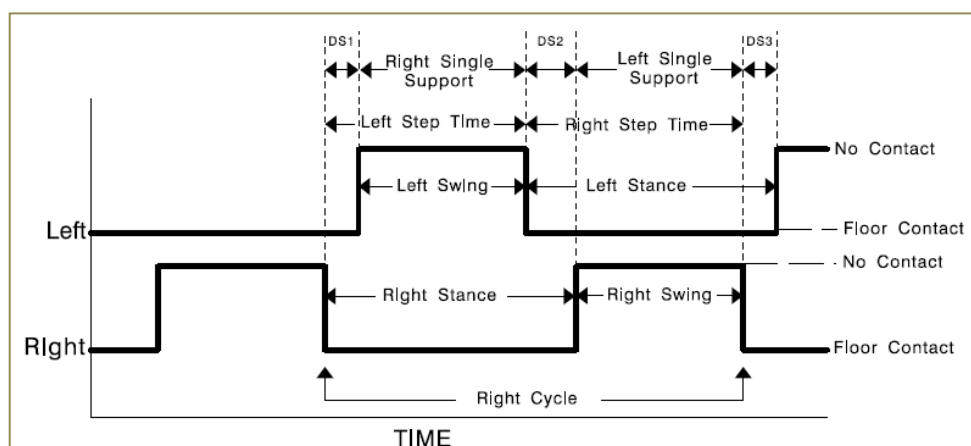 DS1 DS2 DS3
Right Single Support Left Single Support
Left Step Time Right Step Time
No Contact
Left Swing Left Stance
Left Floor Contact
No Contact
Right Stance Right Swing
Right Floor Contact
Right Cycle
TIME